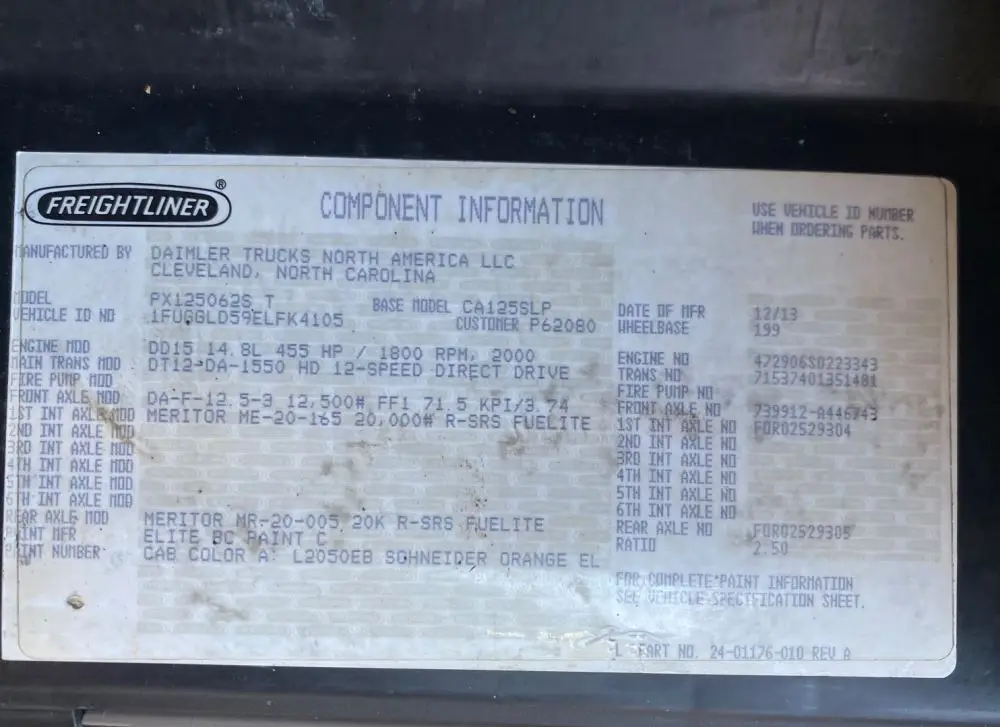 FREIGHTLINER ®
COMPONENT INFORMATION
USE VEHICLE ID NUMBER
WHEN ORDERING PARTS.
MANUFACTURED BY DAIMLER TRUCKS NORTH AMERICA LLC
CLEVELAND, NORTH CAROLINA
MODEL PX125062S T BASE MODEL CA125SLP DATE OF MFR 12/13
VEHICLE ID NO 1FUGGLD59ELFK4105 CUSTOMER P62080 WHEELBASE 199
ENGINE MOD DD15 14.8L 455 HP / 1800 RPM, 2000 ENGINE NO 472906S0223343
MAIN TRANS MOD DT12-DA-1550 HD 12-SPEED DIRECT DRIVE TRANS NO 71537401351481
FIRE PUMP MOD FIRE PUMP NO
FRONT AXLE MOD DA-F-12.5-3 12,500# FF1 71.5 KPI/3.74 FRONT AXLE NO 739912-A446743
1ST INT AXLE MOD MERITOR ME-20-165 20,000# R-SRS FUELITE 1ST INT AXLE NO FOR02529304
2ND INT AXLE MOD 2ND INT AXLE NO
3RD INT AXLE MOD 3RD INT AXLE NO
4TH INT AXLE MOD 4TH INT AXLE NO
5TH INT AXLE MOD 5TH INT AXLE NO
6TH INT AXLE MOD 6TH INT AXLE NO
REAR AXLE MOD MERITOR MR-20-005 20K R-SRS FUELITE REAR AXLE NO FOR02529305
PAINT MFR ELITE BC PAINT C RATIO 2.50
PAINT NUMBER CAB COLOR A: L2050EB SCHNEIDER ORANGE EL
FOR COMPLETE PAINT INFORMATION
SEE VEHICLE SPECIFICATION SHEET.
PART NO. 24-01176-010 REV A